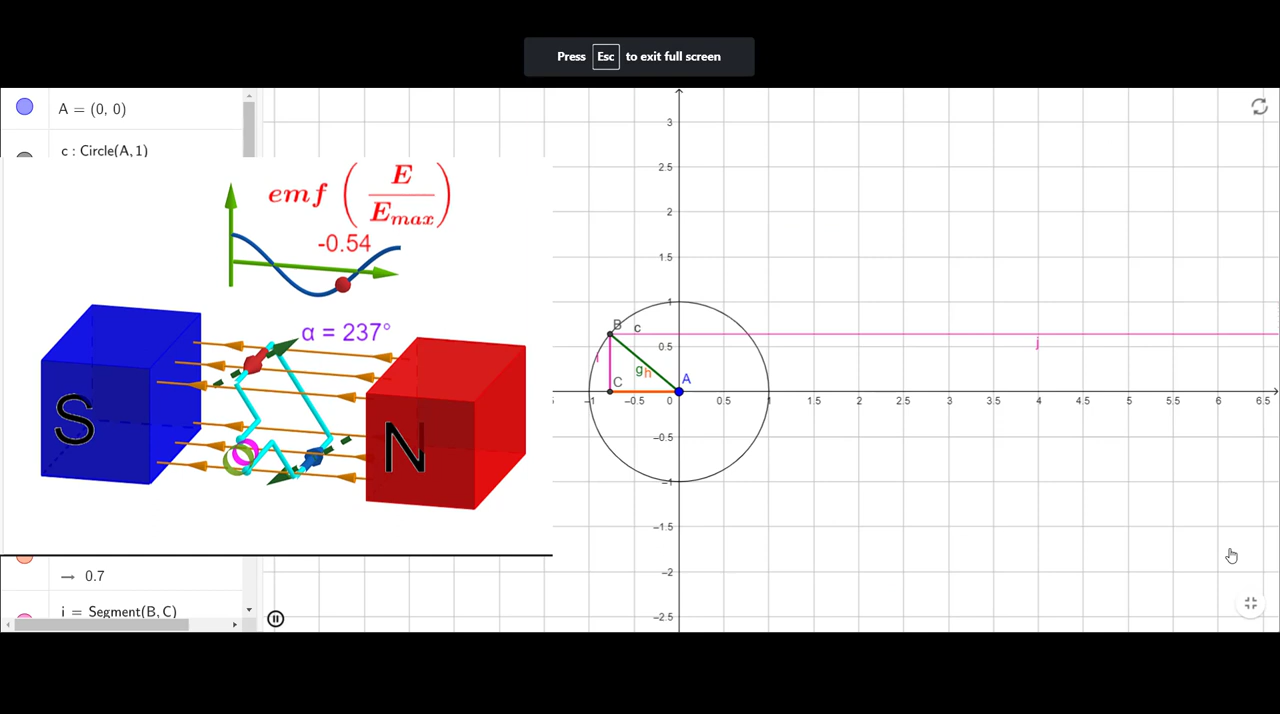 Press Esc to exit full screen
A = (0, 0)
c : Circle(A, 1)
emf ( E / Emax )
-0.54
α = 237°
S
N
→ 0.7
i = Segment(B, C)
3
2.5
2
1.5
1
0.5
−0.5
−1
−1.5
−2
−2.5
−1
−0.5
0
0.5
1
1.5
2
2.5
3
3.5
4
4.5
5
5.5
6
6.5
B
c
j
i
g
h
C
A